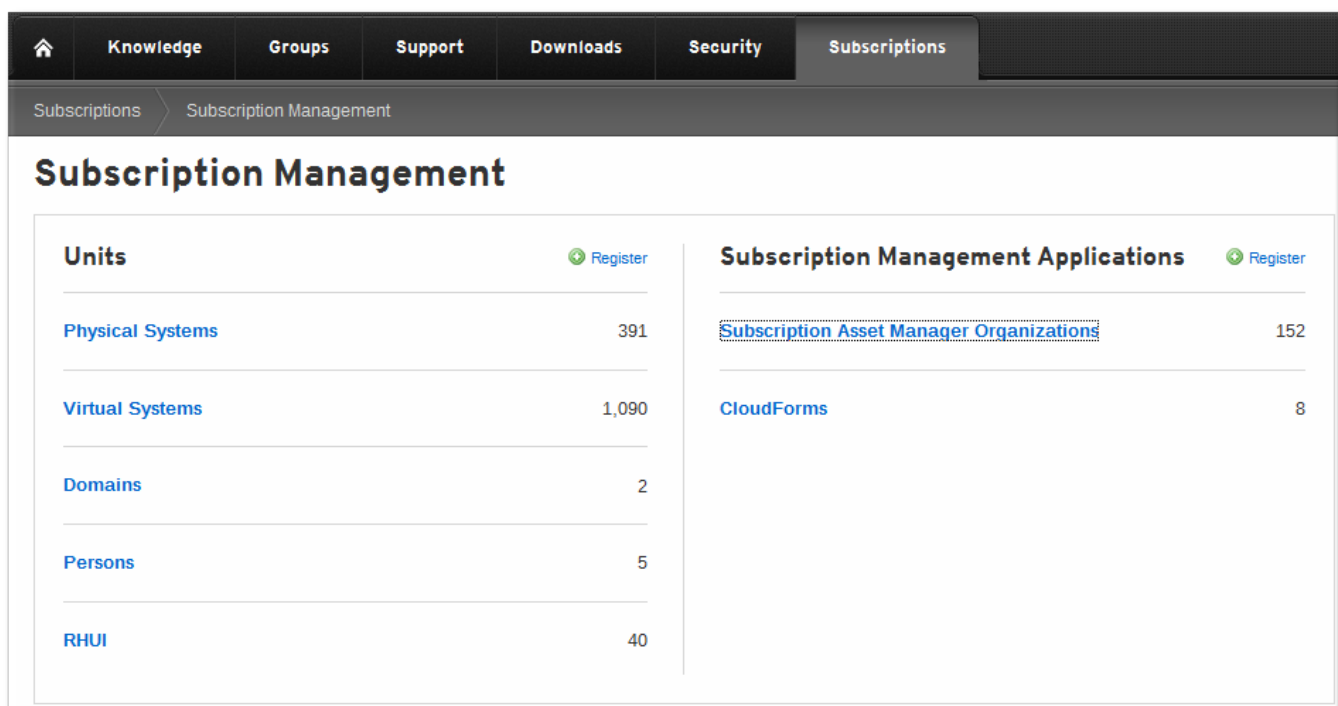 Knowledge Groups Support Downloads Security Subscriptions
Subscriptions Subscription Management
Subscription Management
Units Register
Physical Systems 391
Virtual Systems 1,090
Domains 2
Persons 5
RHUI 40
Subscription Management Applications Register
Subscription Asset Manager Organizations 152
CloudForms 8